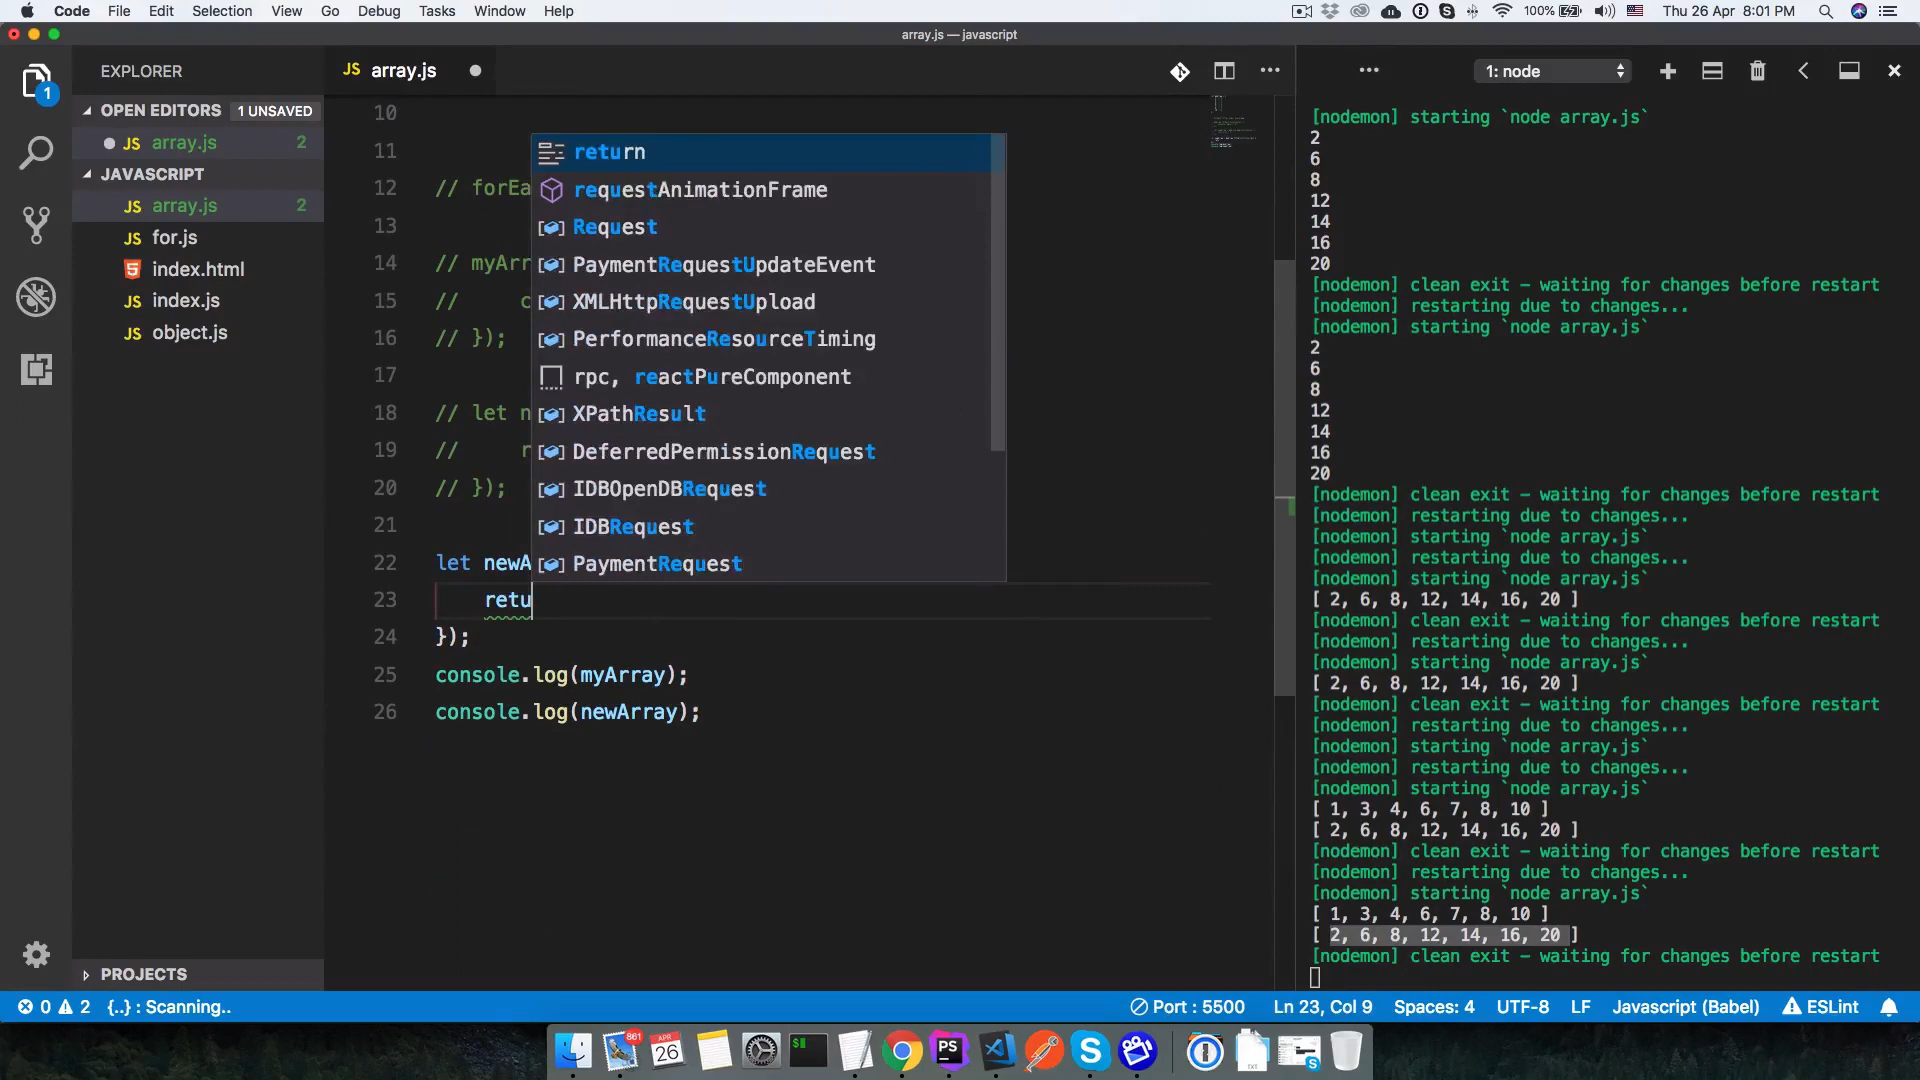 Code File Edit Selection View Go Debug Tasks Window Help
100% Thu 26 Apr 8:01 PM
array.js — javascript
EXPLORER
OPEN EDITORS 1 UNSAVED
JS array.js 2
JAVASCRIPT
JS array.js 2
JS for.js
index.html
JS index.js
JS object.js
PROJECTS
1
JS array.js
10
11
12 // forEa
13
14 // myArr
15 // c
16 // });
17
18 // let n
19 // r
20 // });
21
22 let newA
23 retu
24 });
25 console.log(myArray);
26 console.log(newArray);
return
requestAnimationFrame
Request
PaymentRequestUpdateEvent
XMLHttpRequestUpload
PerformanceResourceTiming
rpc, reactPureComponent
XPathResult
DeferredPermissionRequest
IDBOpenDBRequest
IDBRequest
PaymentRequest
1: node
[nodemon] starting `node array.js`
2
6
8
12
14
16
20
[nodemon] clean exit - waiting for changes before restart
[nodemon] restarting due to changes...
[nodemon] starting `node array.js`
2
6
8
12
14
16
20
[nodemon] clean exit - waiting for changes before restart
[nodemon] restarting due to changes...
[nodemon] starting `node array.js`
[nodemon] restarting due to changes...
[nodemon] starting `node array.js`
[ 2, 6, 8, 12, 14, 16, 20 ]
[nodemon] clean exit - waiting for changes before restart
[nodemon] restarting due to changes...
[nodemon] starting `node array.js`
[ 2, 6, 8, 12, 14, 16, 20 ]
[nodemon] clean exit - waiting for changes before restart
[nodemon] restarting due to changes...
[nodemon] starting `node array.js`
[nodemon] restarting due to changes...
[nodemon] starting `node array.js`
[ 1, 3, 4, 6, 7, 8, 10 ]
[ 2, 6, 8, 12, 14, 16, 20 ]
[nodemon] clean exit - waiting for changes before restart
[nodemon] restarting due to changes...
[nodemon] starting `node array.js`
[ 1, 3, 4, 6, 7, 8, 10 ]
[ 2, 6, 8, 12, 14, 16, 20 ]
[nodemon] clean exit - waiting for changes before restart
0 2 {..} : Scanning.. Port : 5500 Ln 23, Col 9 Spaces: 4 UTF-8 LF Javascript (Babel) ESLint
861
APR
26
$
PS
S